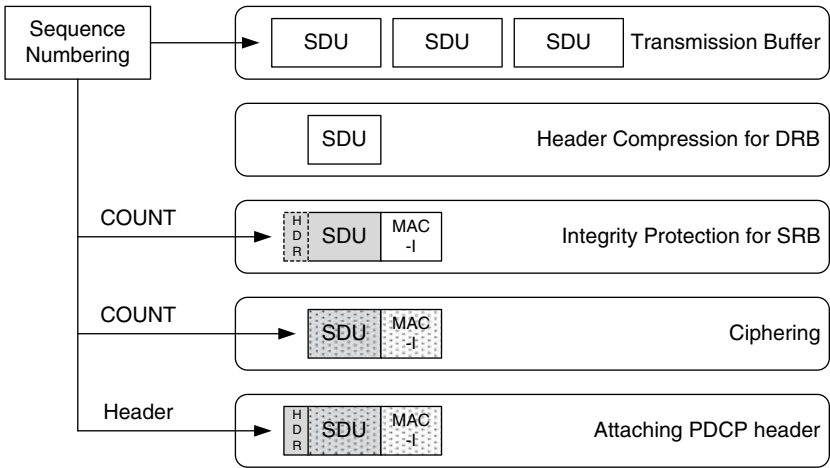 Sequence
Numbering
SDU SDU SDU Transmission Buffer
SDU Header Compression for DRB
COUNT
H
D
R
SDU MAC
-I
Integrity Protection for SRB
COUNT
SDU MAC
-I
Ciphering
Header
H
D
R
SDU MAC
-I
Attaching PDCP header